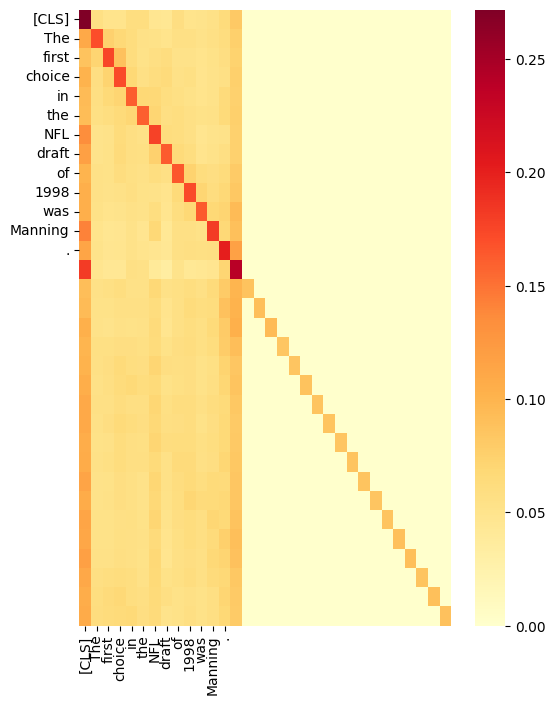 [CLS]
The
first
choice
in
the
NFL
draft
of
1998
was
Manning
.
[CLS]
The
first
choice
in
the
NFL
draft
of
1998
was
Manning
.
0.25
0.20
0.15
0.10
0.05
0.00